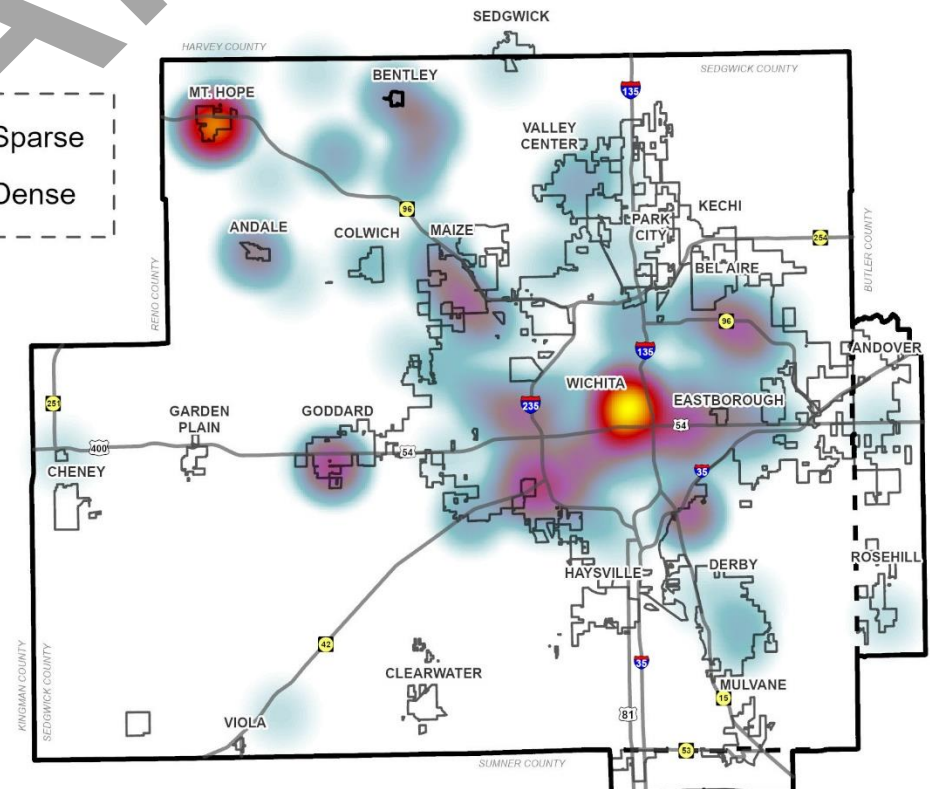 SEDGWICK
HARVEY COUNTY
SEDGWICK COUNTY
BENTLEY
MT. HOPE
135
Sparse
Dense
VALLEY
CENTER
96
KECHI
PARK
CITY
ANDALE
COLWICH
MAIZE
254
BEL AIRE
BUTLER COUNTY
RENO COUNTY
96
135
ANDOVER
WICHITA
251
235
EASTBOROUGH
GARDEN
PLAIN
GODDARD
54
400
54
CHENEY
35
ROSEHILL
HAYSVILLE
DERBY
42
KINGMAN COUNTY
SEDGWICK COUNTY
35
CLEARWATER
MULVANE
15
81
VIOLA
53
SUMNER COUNTY